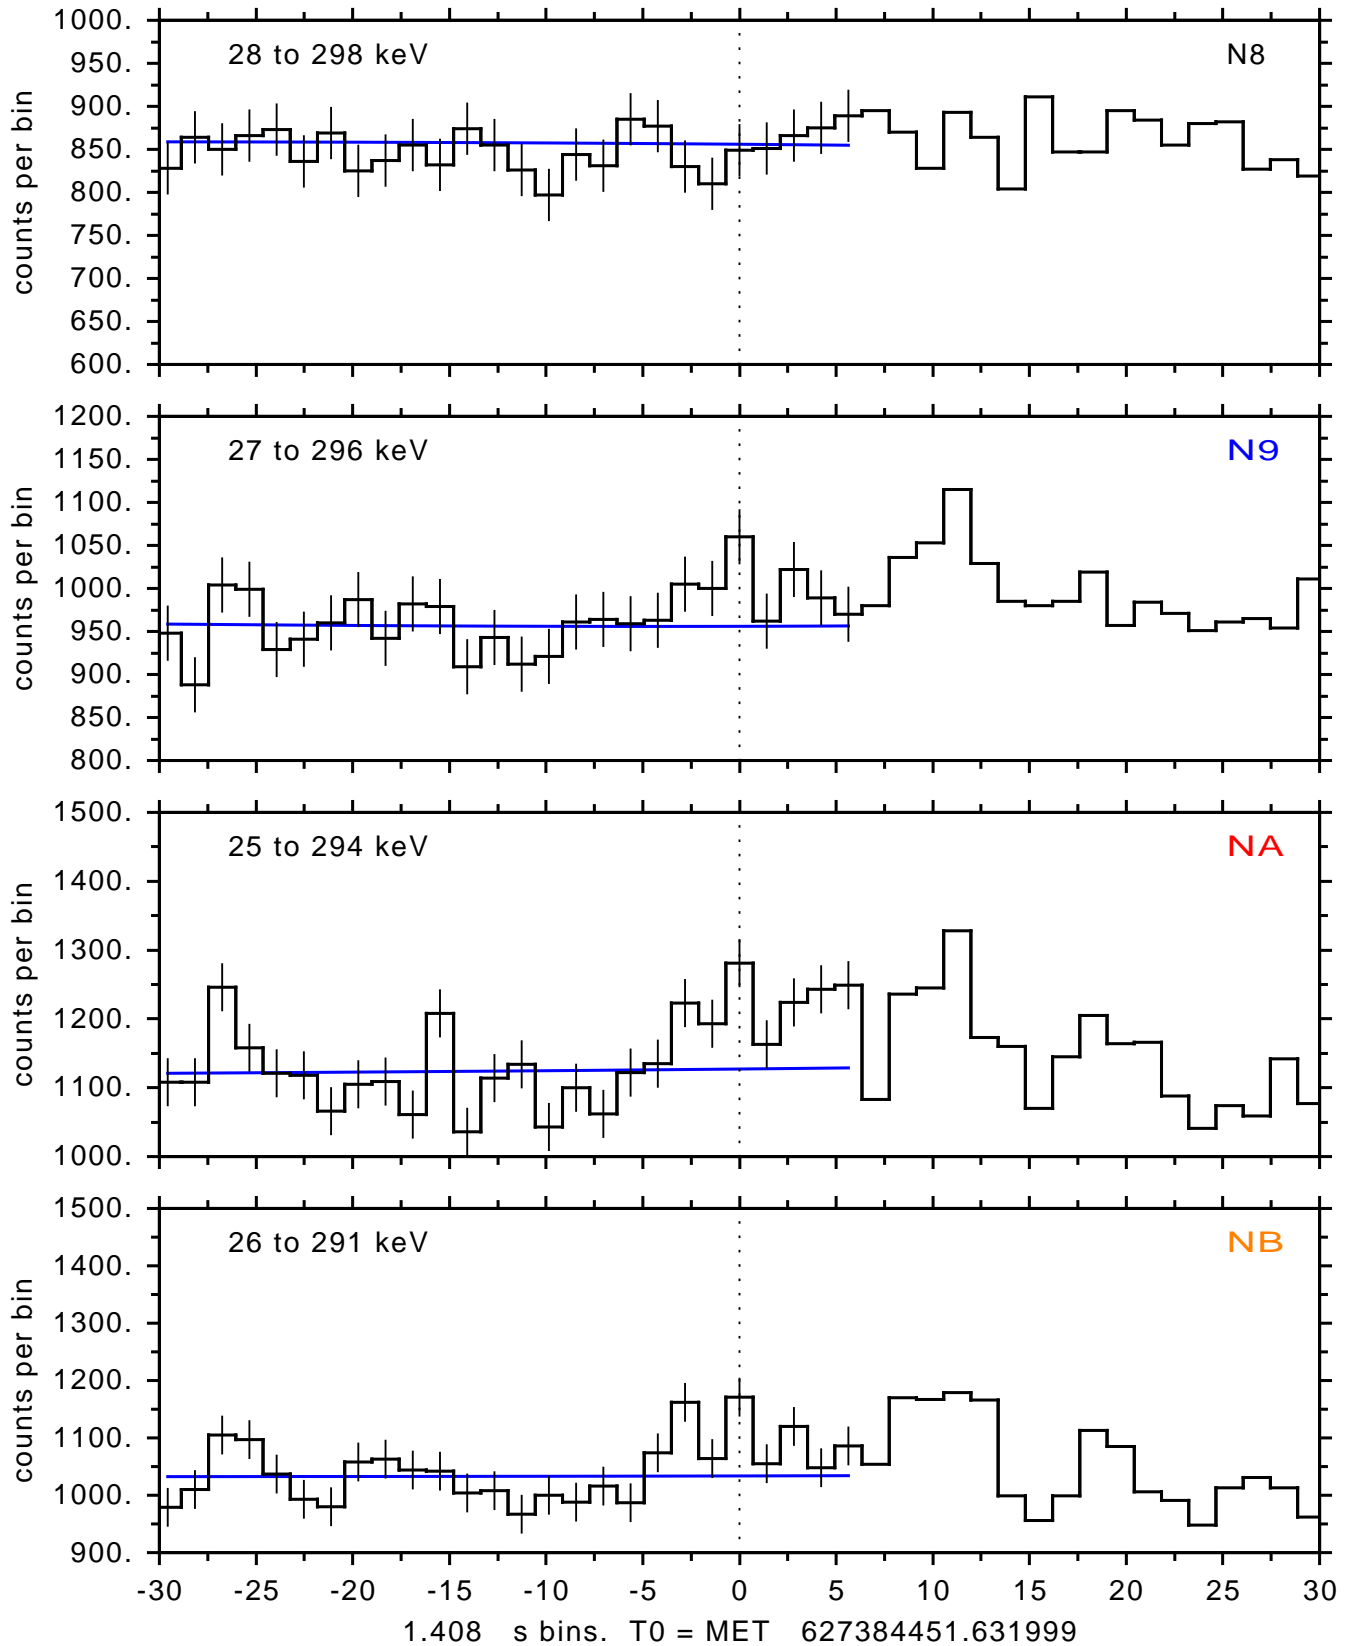 1000.
28 to 298 keV
N8
950.
900.
850.
800.
750.
700.
650.
600.
counts per bin
1200.
27 to 296 keV
N9
1150.
1100.
1050.
1000.
950.
900.
850.
800.
counts per bin
1500.
25 to 294 keV
NA
1400.
1300.
1200.
1100.
1000.
counts per bin
1500.
26 to 291 keV
NB
1400.
1300.
1200.
1100.
1000.
900.
counts per bin
-30 -25 -20 -15 -10 -5 0 5 10 15 20 25 30
1.408 s bins. T0 = MET 627384451.631999